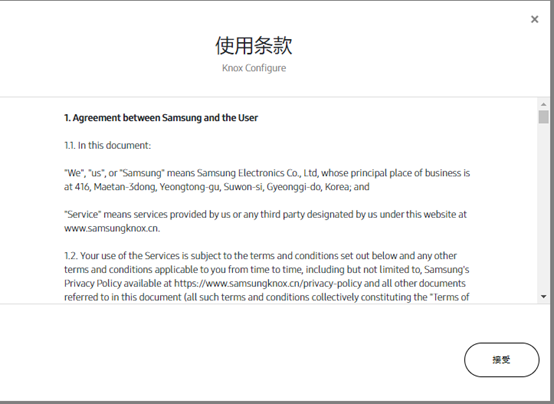 使用条款
Knox Configure
1. Agreement between Samsung and the User
1.1. In this document:
"We", "us", or "Samsung" means Samsung Electronics Co., Ltd, whose principal place of business is
at 416, Maetan-3dong, Yeongtong-gu, Suwon-si, Gyeonggi-do, Korea; and
"Service" means services provided by us or any third party designated by us under this website at
www.samsungknox.cn.
1.2. Your use of the Services is subject to the terms and conditions set out below and any other
terms and conditions applicable to you from time to time, including but not limited to, Samsung's
Privacy Policy available at https://www.samsungknox.cn/privacy-policy and all other documents
referred to in this document (all such terms and conditions collectively constituting the "Terms of
接受